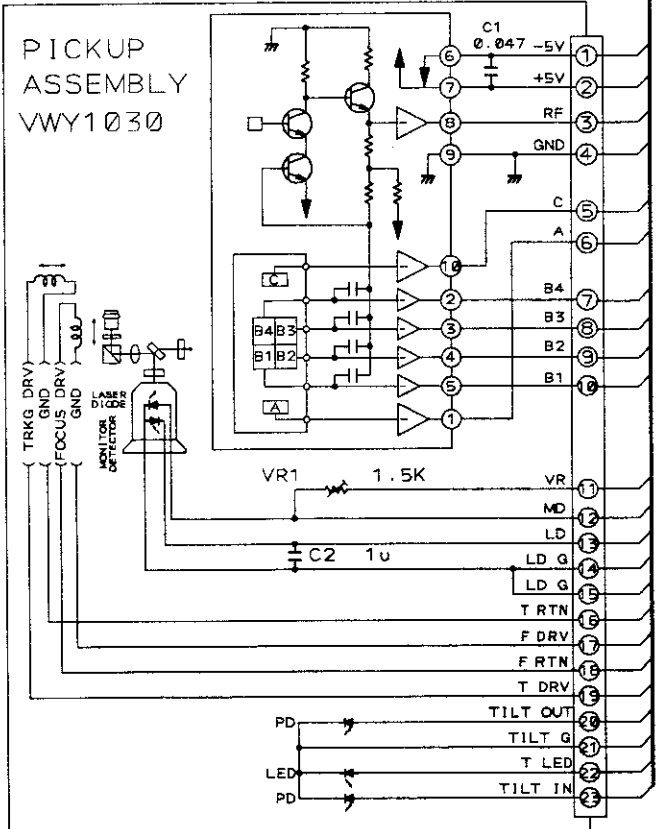 PICKUP
ASSEMBLY
VWY1030
C1
0.047
6
-5V
1
7
+5V
2
8
RF
3
9
GND
4
C
5
A
6
C
10
2
B4
7
B4 B3
3
B3
8
B1 B2
4
B2
9
5
B1
10
A
1
TRKG DRV
GND
FOCUS DRV
GND
LASER
DIODE
MONITOR
DETECTOR
VR1
1.5K
VR
11
MD
12
LD
13
C2
1u
LD G
14
LD G
15
T RTN
16
F DRV
17
F RTN
18
T DRV
19
PD
TILT OUT
20
TILT G
21
LED
T LED
22
PD
TILT IN
23